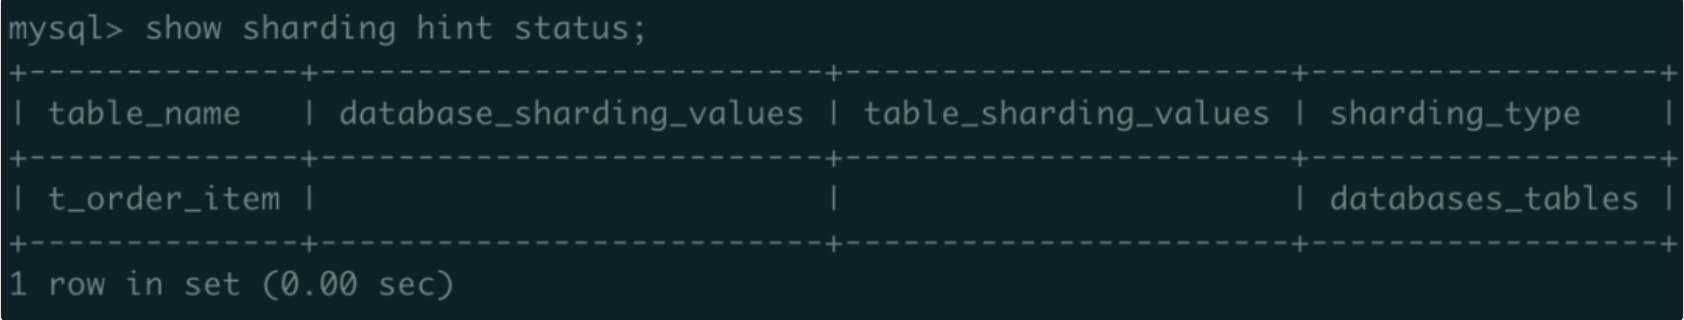 mysql> show sharding hint status;
+--------------+--------------------------+-----------------------+------------------+
| table_name   | database_sharding_values | table_sharding_values | sharding_type    |
+--------------+--------------------------+-----------------------+------------------+
| t_order_item |                          |                       | databases_tables |
+--------------+--------------------------+-----------------------+------------------+
1 row in set (0.00 sec)